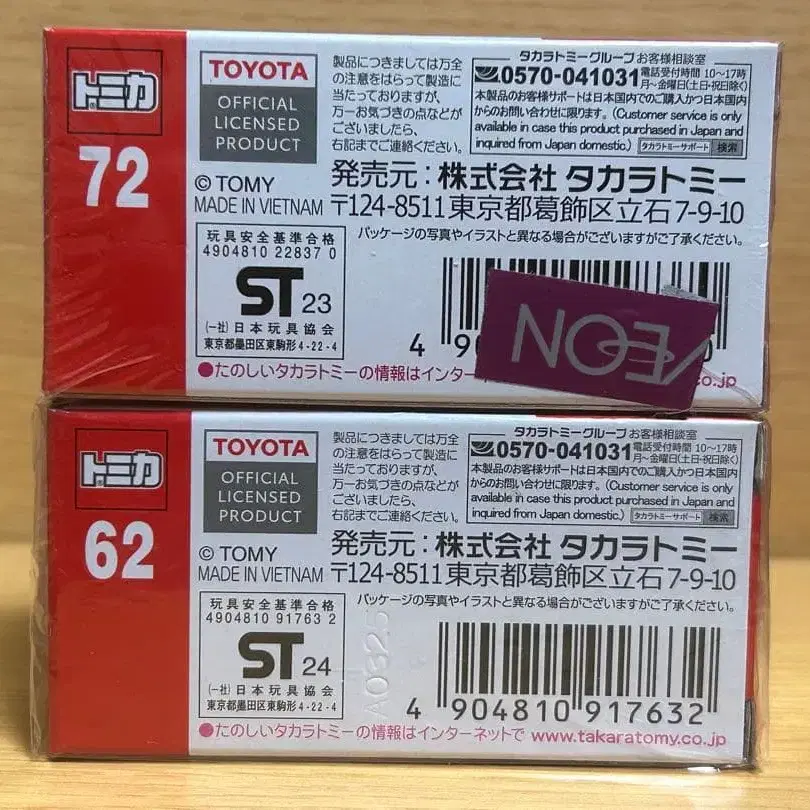 トミカ
72
TOYOTA
OFFICIAL
LICENSED
PRODUCT
© TOMY
MADE IN VIETNAM
製品につきましては万全
の注意をはらって製造に
当たっておりますが、
万一お気づきの点などが
ございましたら、
右記までご連絡ください。
タカラトミーグループ お客様相談室
0570-041031 電話受付時間 10〜17時
月〜金曜日(土日・祝日除く)
本製品のお客様サポートは日本国内でのご購入かつ日本国内
からのお問い合わせに限ります。(Customer service is only
available in case this product purchased in Japan and
inquired from Japan domestic.) タカラトミーサポート 検索
発売元:株式会社 タカラトミー
〒124-8511 東京都葛飾区立石7-9-10
パッケージの写真やイラストと異なる場合がございますがご了承ください。
玩具安全基準合格
4904810 22837 0
ST 23
(一社)日本玩具協会
東京都墨田区東駒形4-22-4
4 90
0
AEON
●たのしいタカラトミーの情報はインター
.co.jp
トミカ
62
TOYOTA
OFFICIAL
LICENSED
PRODUCT
© TOMY
MADE IN VIETNAM
製品につきましては万全
の注意をはらって製造に
当たっておりますが、
万一お気づきの点などが
ございましたら、
右記までご連絡ください。
タカラトミーグループ お客様相談室
0570-041031 電話受付時間 10〜17時
月〜金曜日(土日・祝日除く)
本製品のお客様サポートは日本国内でのご購入かつ日本国内
からのお問い合わせに限ります。(Customer service is only
available in case this product purchased in Japan and
inquired from Japan domestic.) タカラトミーサポート 検索
発売元:株式会社 タカラトミー
〒124-8511 東京都葛飾区立石7-9-10
パッケージの写真やイラストと異なる場合がございますがご了承ください。
玩具安全基準合格
4904810 91763 2
ST 24
(一社)日本玩具協会
東京都墨田区東駒形4-22-4
A0325
4 904810 917632
●たのしいタカラトミーの情報はインターネットで www.takaratomy.co.jp